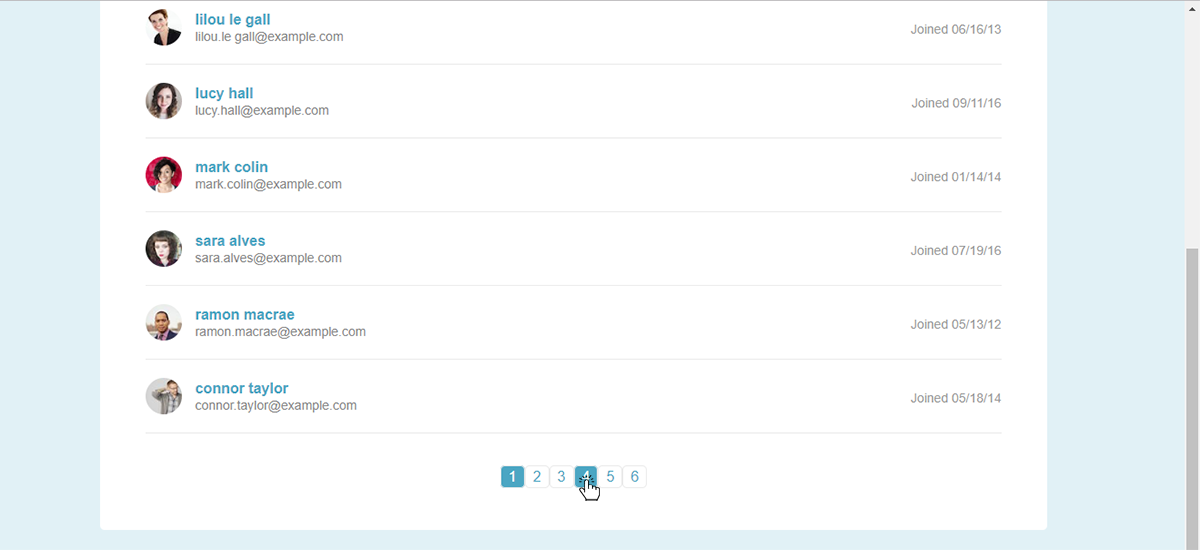 lilou le gall
lilou.le gall@example.com
Joined 06/16/13
lucy hall
lucy.hall@example.com
Joined 09/11/16
mark colin
mark.colin@example.com
Joined 01/14/14
sara alves
sara.alves@example.com
Joined 07/19/16
ramon macrae
ramon.macrae@example.com
Joined 05/13/12
connor taylor
connor.taylor@example.com
Joined 05/18/14
1 2 3 4 5 6